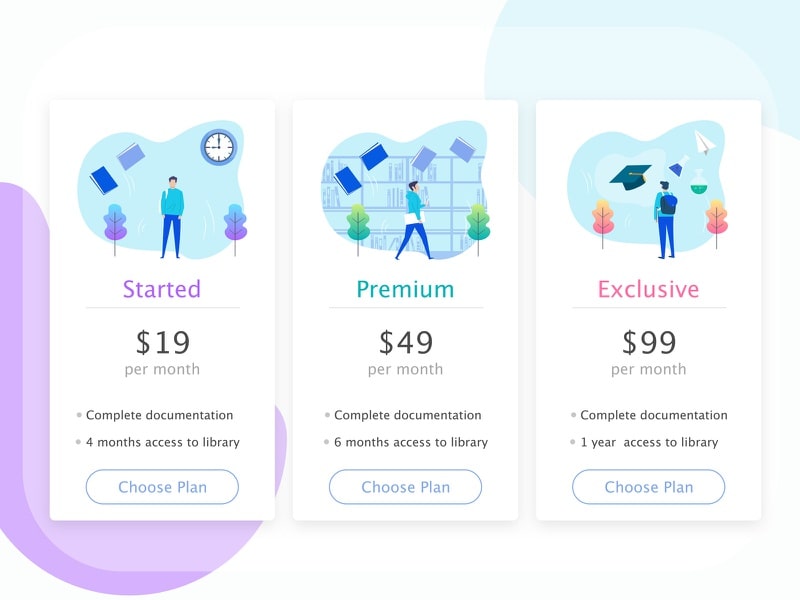 Started
$19
per month
Complete documentation
4 months access to library
Choose Plan
Premium
$49
per month
Complete documentation
6 months access to library
Choose Plan
Exclusive
$99
per month
Complete documentation
1 year  access to library
Choose Plan